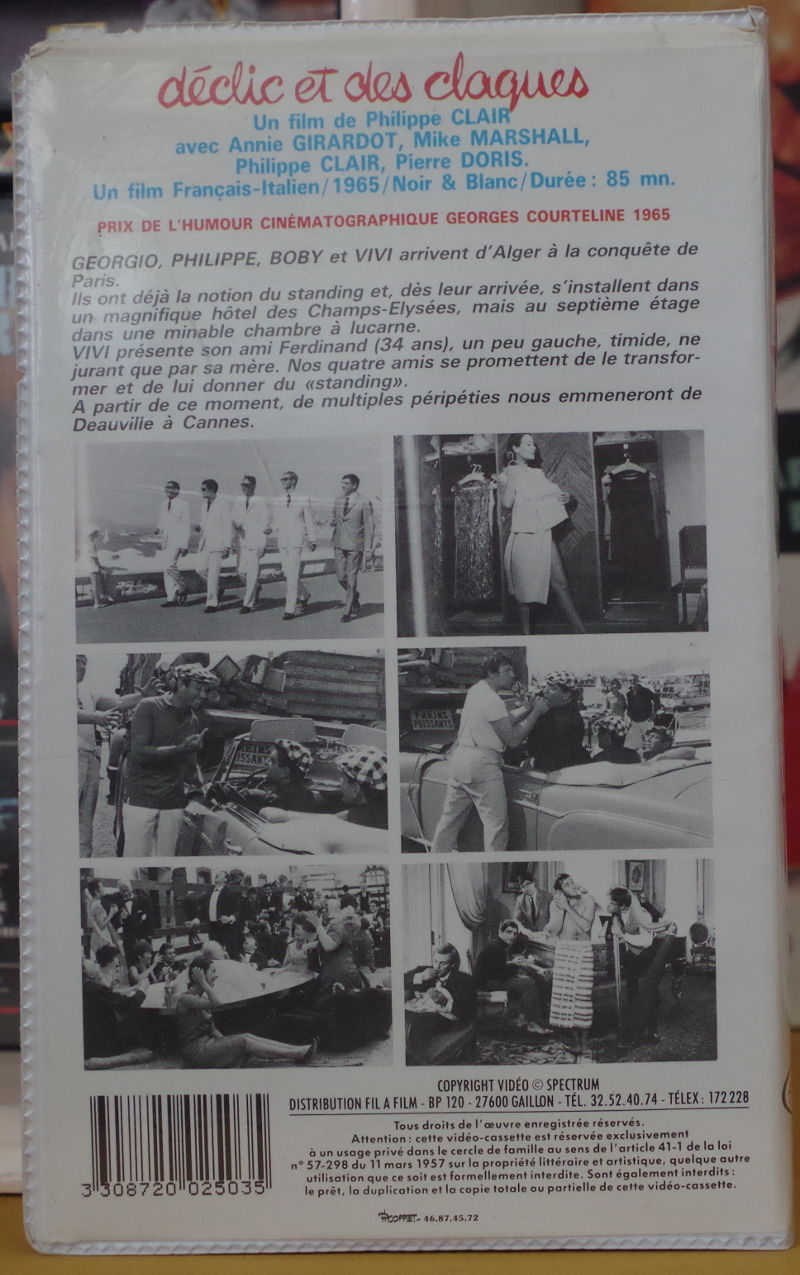 déclic et des claques
Un film de Philippe CLAIR
avec Annie GIRARDOT, Mike MARSHALL,
Philippe CLAIR, Pierre DORIS.
Un film Français-Italien/1965/Noir & Blanc/Durée: 85 mn.
PRIX DE L'HUMOUR CINÉMATOGRAPHIQUE GEORGES COURTELINE 1965
GEORGIO, PHILIPPE, BOBY et VIVI arrivent d'Alger à la conquête de
Paris.
Ils ont déjà la notion du standing et, dès leur arrivée, s'installent dans
un magnifique hôtel des Champs-Elysées, mais au septième étage
dans une minable chambre à lucarne.
VIVI présente son ami Ferdinand (34 ans), un peu gauche, timide, ne
jurant que par sa mère. Nos quatre amis se promettent de le transfor-
mer et de lui donner du «standing».
A partir de ce moment, de multiples péripéties nous emmeneront de
Deauville à Cannes.
FREINS
PUISSANTS
FREINS
PUISSANTS
COPYRIGHT VIDÉO © SPECTRUM
DISTRIBUTION FIL A FILM - BP 120 - 27600 GAILLON - TÉL. 32.52.40.74 - TÉLEX : 172 228
Tous droits de l'œuvre enregistrée réservés.
Attention : cette vidéo-cassette est réservée exclusivement
à un usage privé dans le cercle de famille au sens de l'article 41-1 de la loi
n° 57-298 du 11 mars 1957 sur la propriété littéraire et artistique, quelque autre
utilisation que ce soit est formellement interdite. Sont également interdits :
le prêt, la duplication et la copie totale ou partielle de cette vidéo-cassette.
3 308720 025035
46.87.45.72